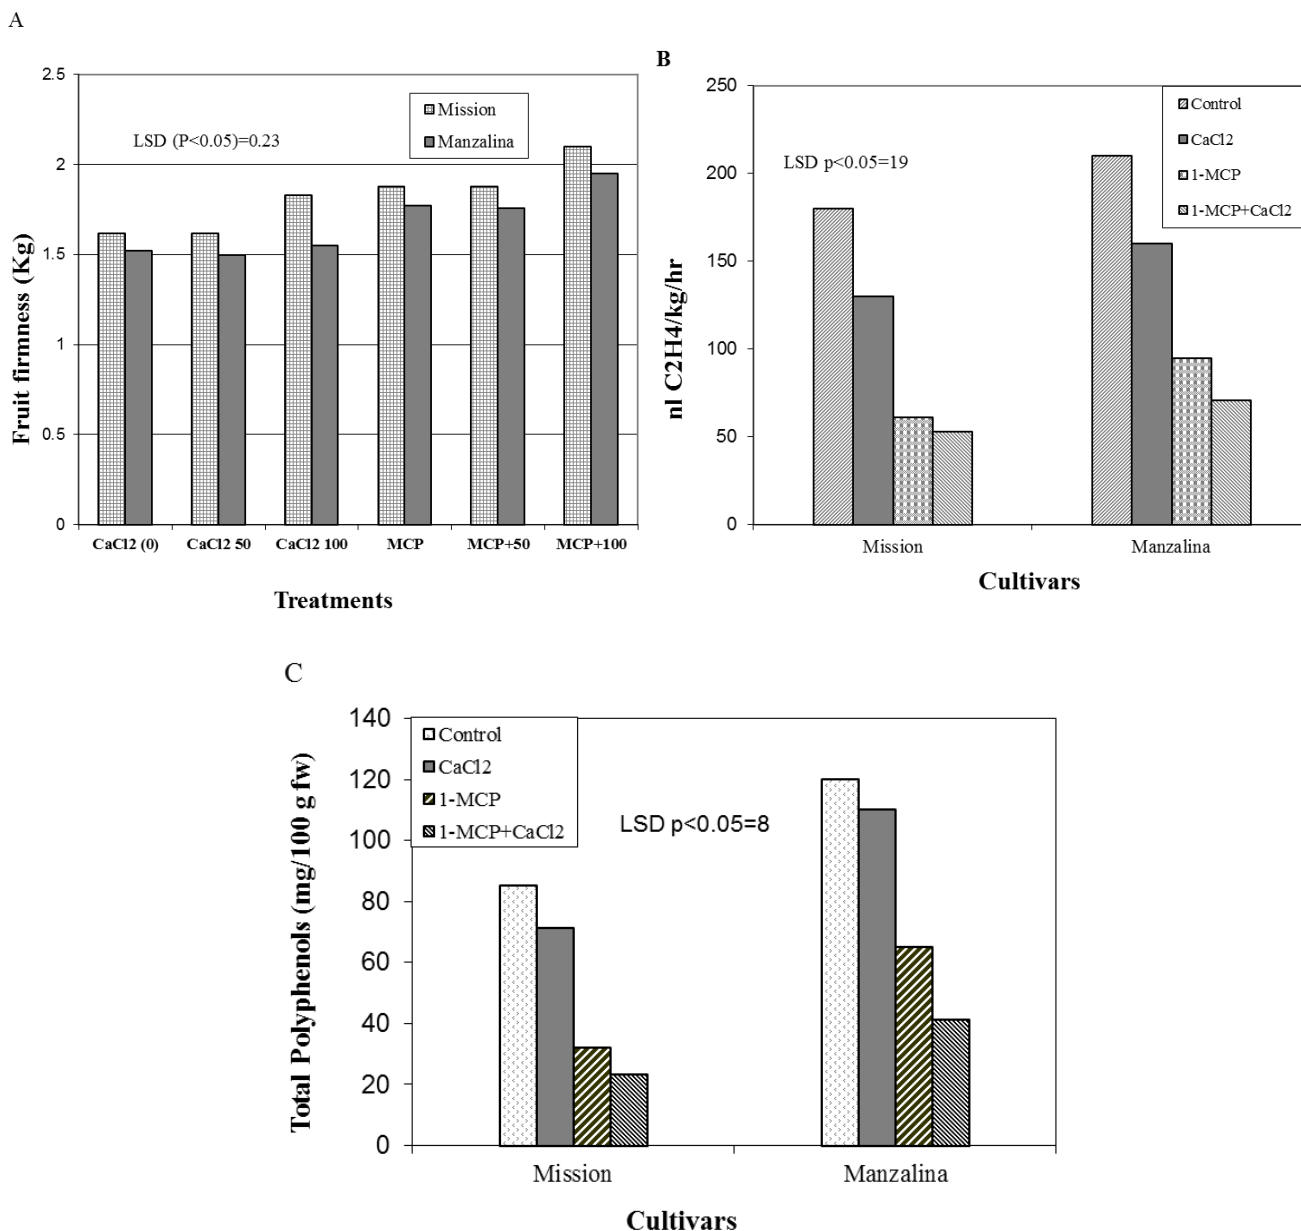 A
2.5
2
1.5
1
0.5
0
Fruit firmness (Kg)
LSD (P<0.05)=0.23
Mission
Manzalina
CaCl2 (0) CaCl2 50 CaCl2 100 MCP MCP+50 MCP+100
Treatments
B
250
200
150
100
50
0
nl C2H4/kg/hr
LSD p<0.05=19
Control
CaCl2
1-MCP
1-MCP+CaCl2
Mission Manzalina
Cultivars
C
140
120
100
80
60
40
20
0
Total Polyphenols (mg/100 g fw)
Control
CaCl2
1-MCP
1-MCP+CaCl2
LSD p<0.05=8
Mission Manzalina
Cultivars